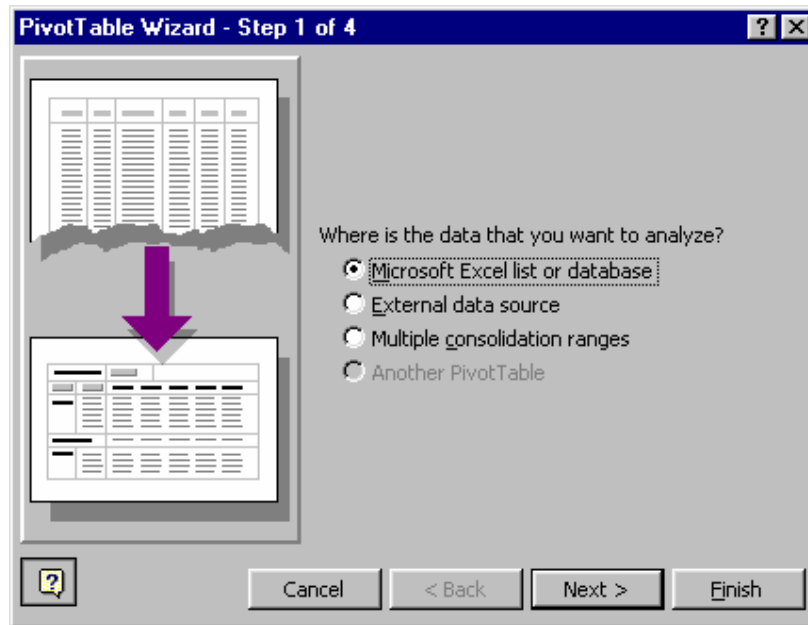 PivotTable Wizard - Step 1 of 4
Where is the data that you want to analyze?
Microsoft Excel list or database
External data source
Multiple consolidation ranges
Another PivotTable
Cancel
< Back
Next >
Finish